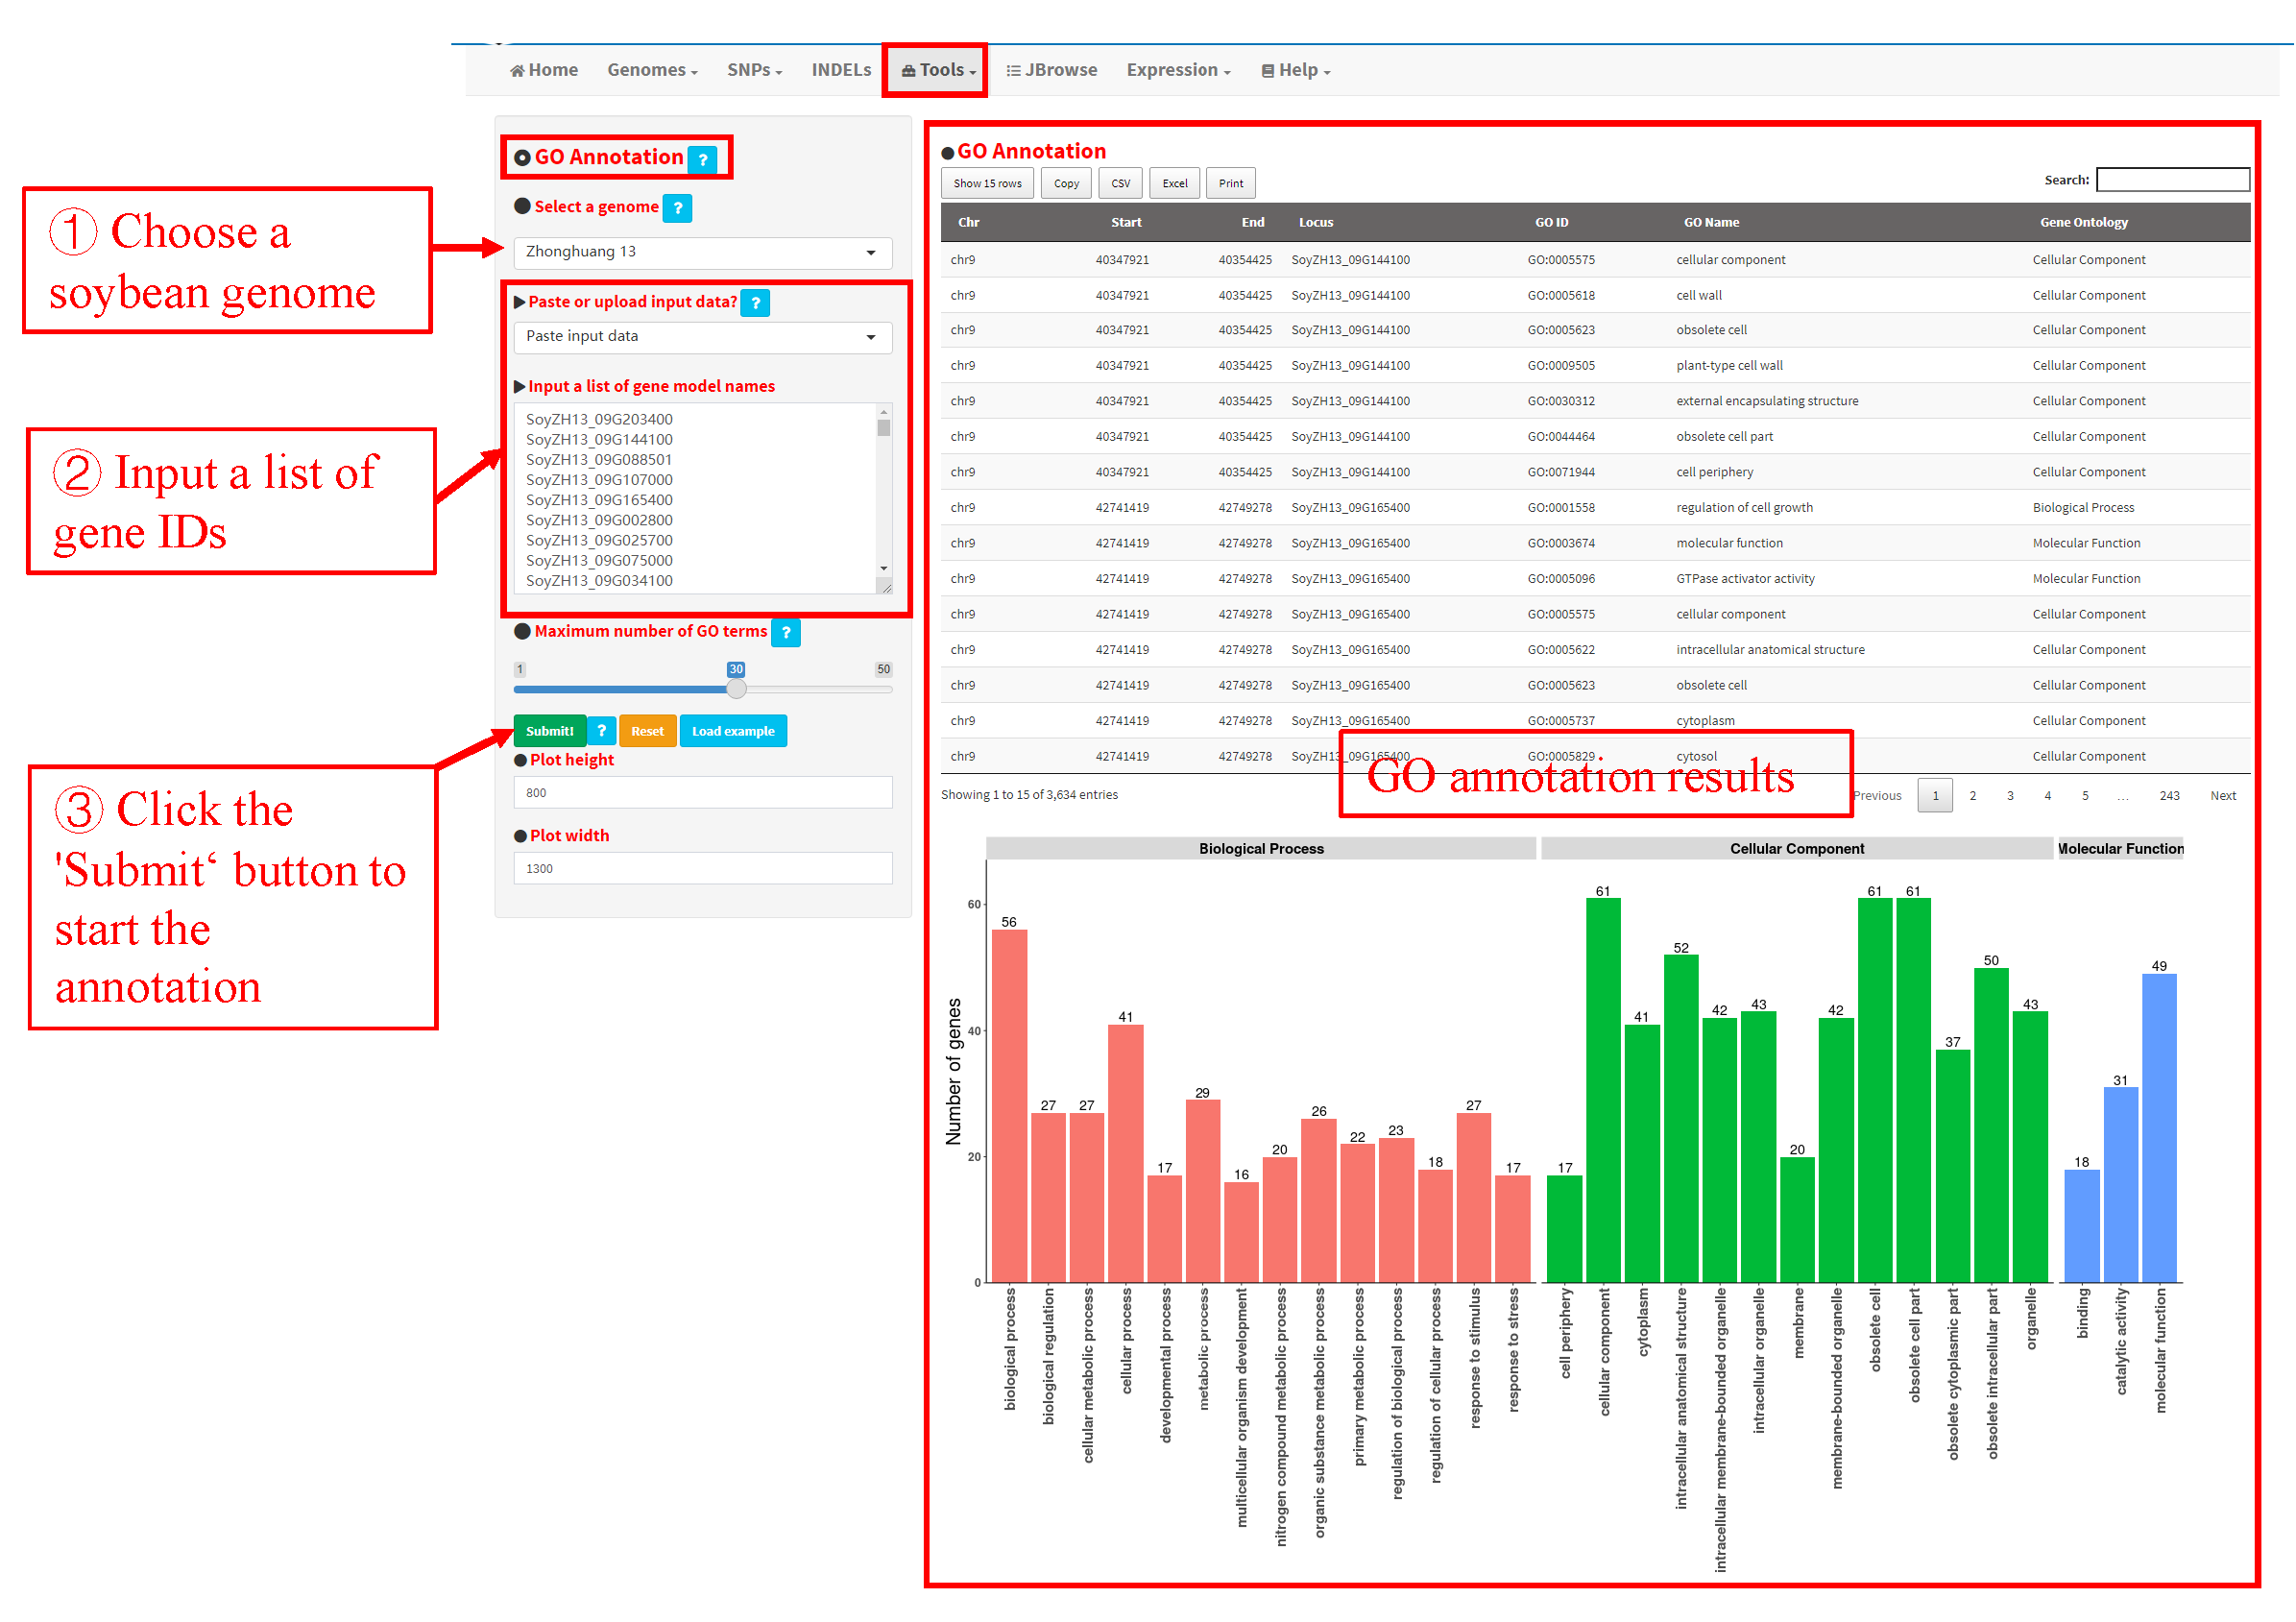 Home Genomes SNPs INDELs Tools JBrowse Expression Help
GO Annotation ?
Select a genome ?
Zhonghuang 13
Paste or upload input data? ?
Paste input data
Input a list of gene model names
SoyZH13_09G203400
SoyZH13_09G144100
SoyZH13_09G088501
SoyZH13_09G107000
SoyZH13_09G165400
SoyZH13_09G002800
SoyZH13_09G025700
SoyZH13_09G075000
SoyZH13_09G034100
Maximum number of GO terms ?
1 30 50
Submit! ? Reset Load example
Plot height
800
Plot width
1300
① Choose a
soybean genome
② Input a list of
gene IDs
③ Click the
'Submit‘ button to
start the
annotation
GO Annotation
Show 15 rows Copy CSV Excel Print Search:
Chr Start End Locus GO ID GO Name Gene Ontology
chr9 40347921 40354425 SoyZH13_09G144100 GO:0005575 cellular component Cellular Component
chr9 40347921 40354425 SoyZH13_09G144100 GO:0005618 cell wall Cellular Component
chr9 40347921 40354425 SoyZH13_09G144100 GO:0005623 obsolete cell Cellular Component
chr9 40347921 40354425 SoyZH13_09G144100 GO:0009505 plant-type cell wall Cellular Component
chr9 40347921 40354425 SoyZH13_09G144100 GO:0030312 external encapsulating structure Cellular Component
chr9 40347921 40354425 SoyZH13_09G144100 GO:0044464 obsolete cell part Cellular Component
chr9 40347921 40354425 SoyZH13_09G144100 GO:0071944 cell periphery Cellular Component
chr9 42741419 42749278 SoyZH13_09G165400 GO:0001558 regulation of cell growth Biological Process
chr9 42741419 42749278 SoyZH13_09G165400 GO:0003674 molecular function Molecular Function
chr9 42741419 42749278 SoyZH13_09G165400 GO:0005096 GTPase activator activity Molecular Function
chr9 42741419 42749278 SoyZH13_09G165400 GO:0005575 cellular component Cellular Component
chr9 42741419 42749278 SoyZH13_09G165400 GO:0005622 intracellular anatomical structure Cellular Component
chr9 42741419 42749278 SoyZH13_09G165400 GO:0005623 obsolete cell Cellular Component
chr9 42741419 42749278 SoyZH13_09G165400 GO:0005737 cytoplasm Cellular Component
chr9 42741419 42749278 SoyZH13_09G165400 GO:0005829 cytosol Cellular Component
GO annotation results
Showing 1 to 15 of 3,634 entries Previous 1 2 3 4 5 … 243 Next
Biological Process Cellular Component Molecular Function
Number of genes
60
40
20
0
56 27 27 41 17 29 16 20 26 22 23 18 27 17 17 61 41 52 42 43 20 42 61 61 37 50 43 18 31 49
biological process
biological regulation
cellular metabolic process
cellular process
developmental process
metabolic process
multicellular organism development
nitrogen compound metabolic process
organic substance metabolic process
primary metabolic process
regulation of biological process
regulation of cellular process
response to stimulus
response to stress
cell periphery
cellular component
cytoplasm
intracellular anatomical structure
intracellular membrane-bounded organelle
intracellular organelle
membrane
membrane-bounded organelle
obsolete cell
obsolete cell part
obsolete cytoplasmic part
obsolete intracellular part
organelle
binding
catalytic activity
molecular function